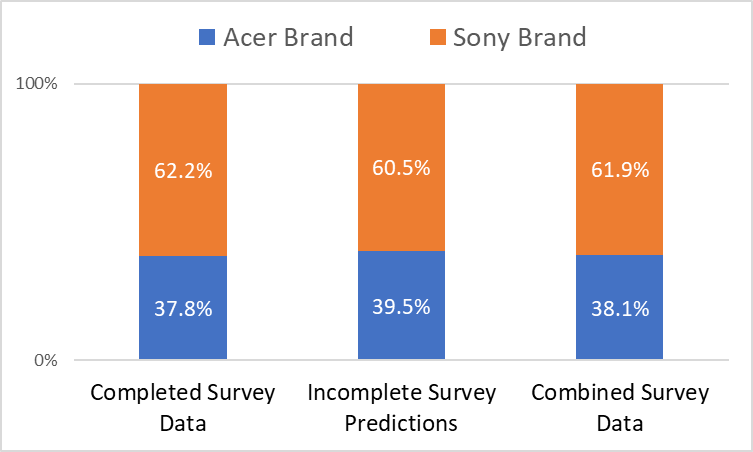 Acer Brand Sony Brand
100%
62.2% 60.5% 61.9%
37.8% 39.5% 38.1%
0%
Completed Survey Data
Incomplete Survey Predictions
Combined Survey Data